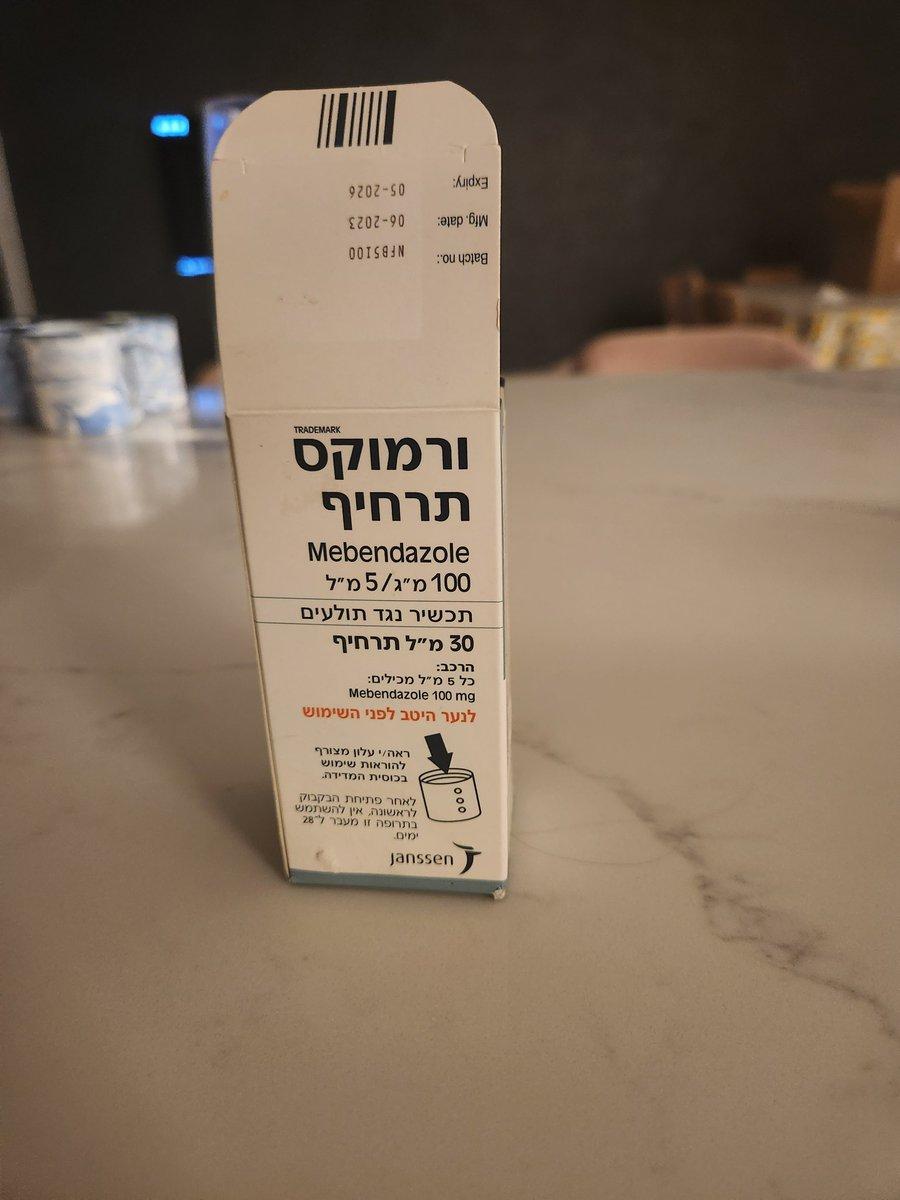 Expiry: 05-2026
Mfg. date: 06-2023
Batch no.: NFB5100
TRADEMARK
ורמוקס
תרחיף
Mebendazole
100 מ"ג/5 מ"ל
תכשיר נגד תולעים
30 מ"ל תרחיף
הרכב:
כל 5 מ"ל מכילים:
Mebendazole 100 mg
לנער היטב לפני השימוש
ראה/י עלון מצורף
להוראות שימוש
בכוסית המדידה.
לאחר פתיחת הבקבוק
לראשונה, אין להשתמש
בתרופה זו מעבר ל־28
ימים.
janssen